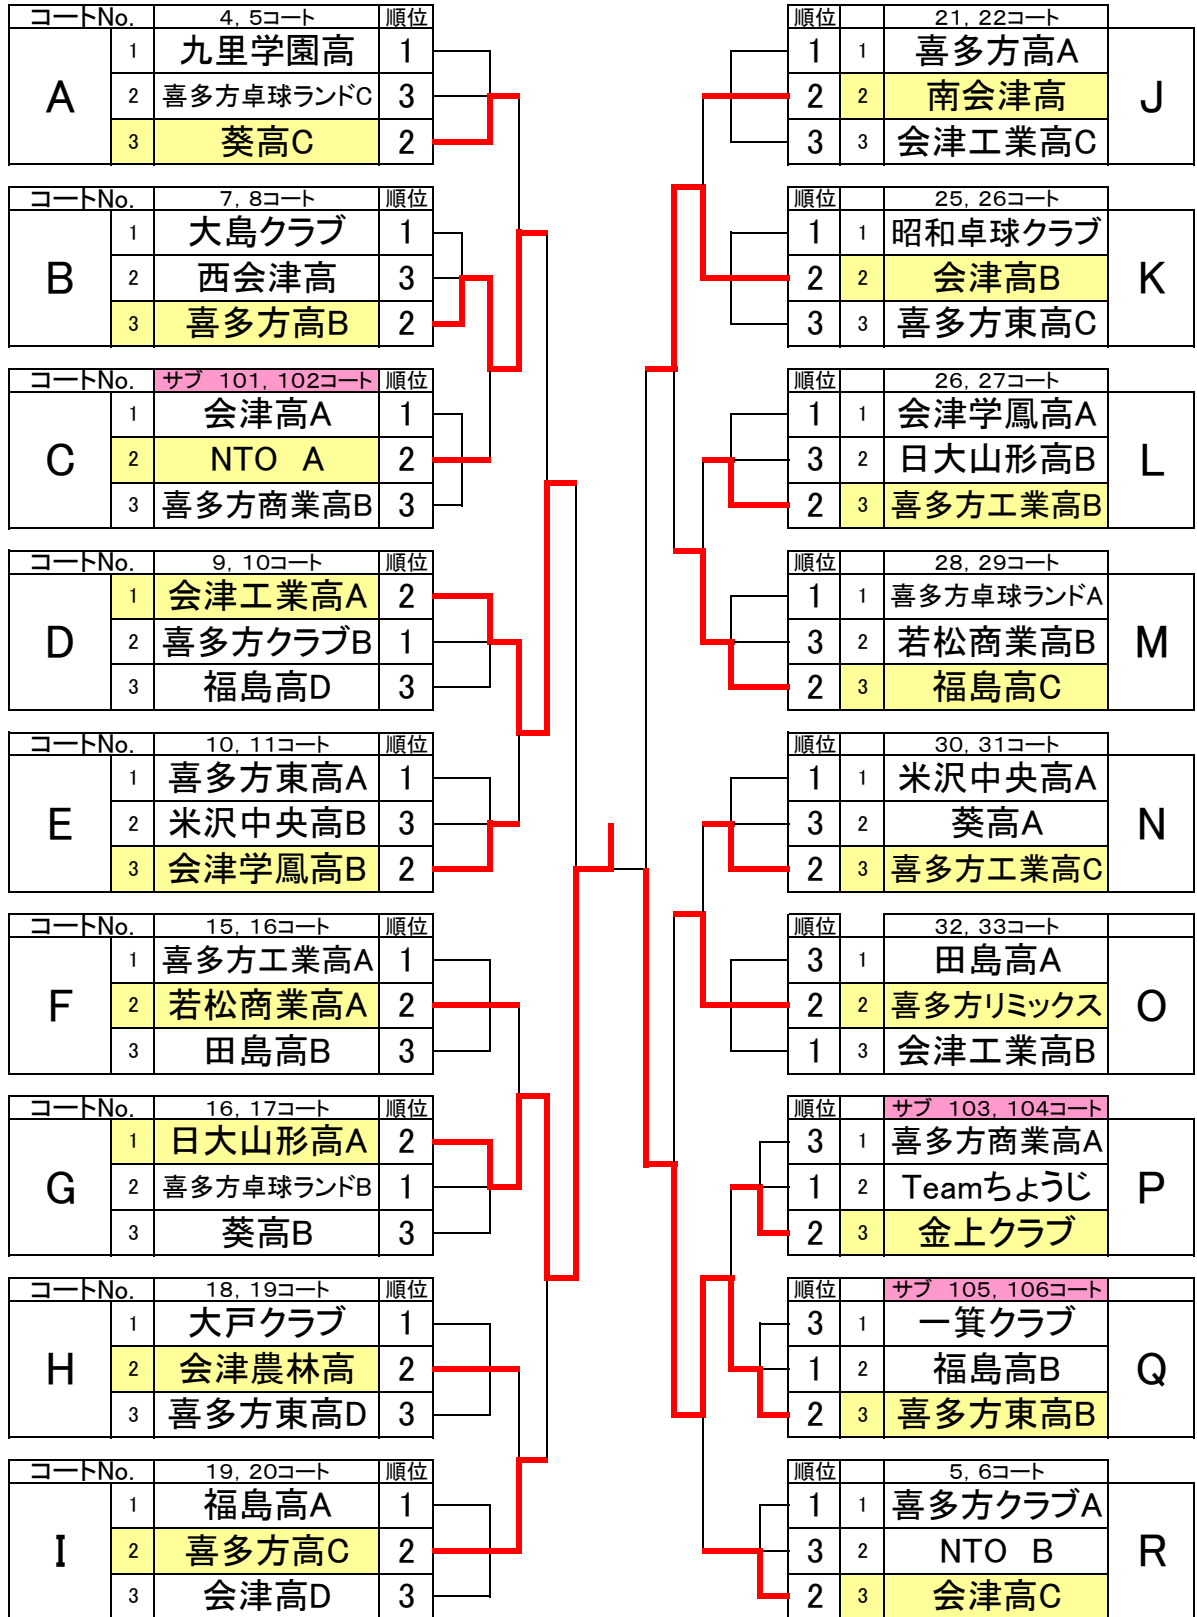 コートNo. 4, 5コート 順位
A
1 九里学園高 1
2 喜多方卓球ランドC 3
3 葵高C 2
コートNo. 7, 8コート 順位
B
1 大島クラブ 1
2 西会津高 3
3 喜多方高B 2
コートNo. サブ 101, 102コート 順位
C
1 会津高A 1
2 NTO A 2
3 喜多方商業高B 3
コートNo. 9, 10コート 順位
D
1 会津工業高A 2
2 喜多方クラブB 1
3 福島高D 3
コートNo. 10, 11コート 順位
E
1 喜多方東高A 1
2 米沢中央高B 3
3 会津学鳳高B 2
コートNo. 15, 16コート 順位
F
1 喜多方工業高A 1
2 若松商業高A 2
3 田島高B 3
コートNo. 16, 17コート 順位
G
1 日大山形高A 2
2 喜多方卓球ランドB 1
3 葵高B 3
コートNo. 18, 19コート 順位
H
1 大戸クラブ 1
2 会津農林高 2
3 喜多方東高D 3
コートNo. 19, 20コート 順位
I
1 福島高A 1
2 喜多方高C 2
3 会津高D 3
順位 21, 22コート
J
1 1 喜多方高A
2 2 南会津高
3 3 会津工業高C
順位 25, 26コート
K
1 1 昭和卓球クラブ
2 2 会津高B
3 3 喜多方東高C
順位 26, 27コート
L
1 1 会津学鳳高A
3 2 日大山形高B
2 3 喜多方工業高B
順位 28, 29コート
M
1 1 喜多方卓球ランドA
3 2 若松商業高B
2 3 福島高C
順位 30, 31コート
N
1 1 米沢中央高A
3 2 葵高A
2 3 喜多方工業高C
順位 32, 33コート
O
3 1 田島高A
2 2 喜多方リミックス
1 3 会津工業高B
順位 サブ 103, 104コート
P
3 1 喜多方商業高A
1 2 Teamちょうじ
2 3 金上クラブ
順位 サブ 105, 106コート
Q
3 1 一箕クラブ
1 2 福島高B
2 3 喜多方東高B
順位 5, 6コート
R
1 1 喜多方クラブA
3 2 NTO B
2 3 会津高C